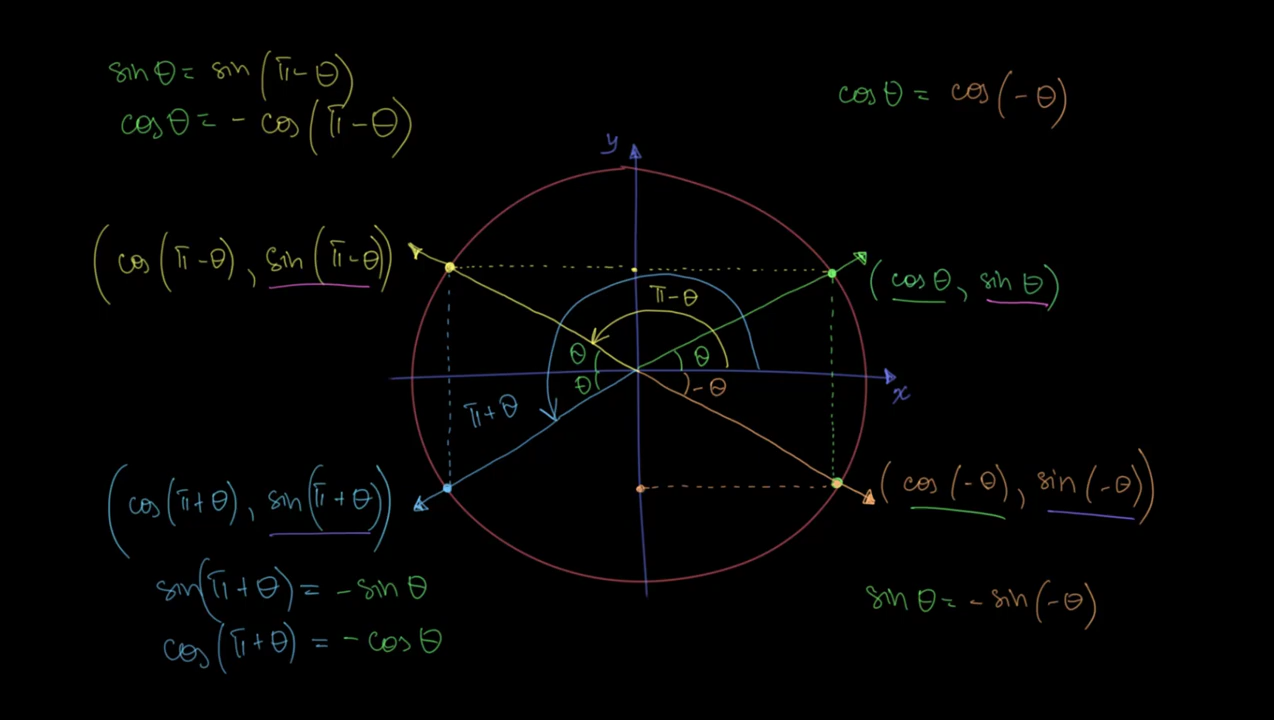 sin θ = sin (π - θ)
cos θ = - cos (π - θ)
cos θ = cos (- θ)
y
(cos (π - θ), sin (π - θ))
(cos θ, sin θ)
π - θ
θ
θ
θ
- θ
x
π + θ
(cos (π + θ), sin (π + θ))
(cos (- θ), sin (- θ))
sin (π + θ) = - sin θ
sin θ = - sin (- θ)
cos (π + θ) = - cos θ